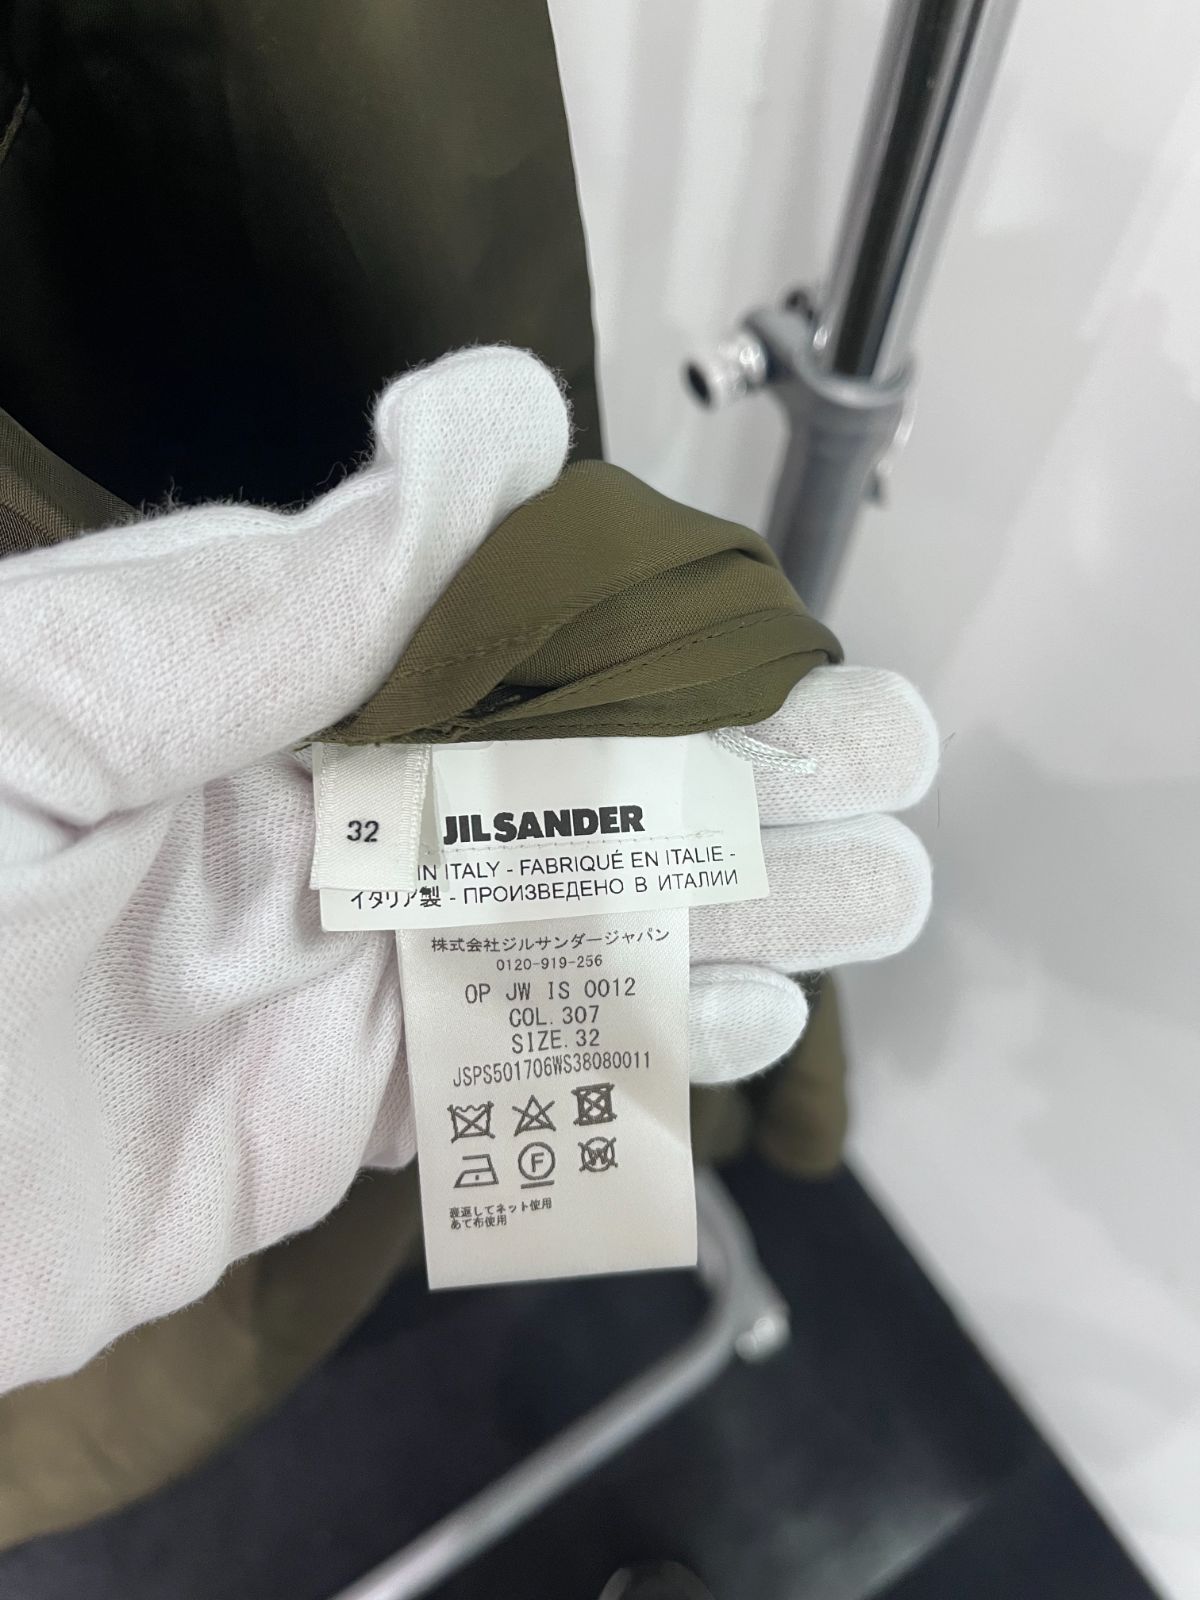 32
JIL SANDER
IN ITALY - FABRIQUÉ EN ITALIE -
イタリア製 - ПРОИЗВЕДЕНО В ИТАЛИИ
株式会社ジルサンダージャパン
0120-919-256
OP JW IS 0012
COL. 307
SIZE. 32
JSPS501706WS38080011
F
W
裏返してネット使用
あて布使用